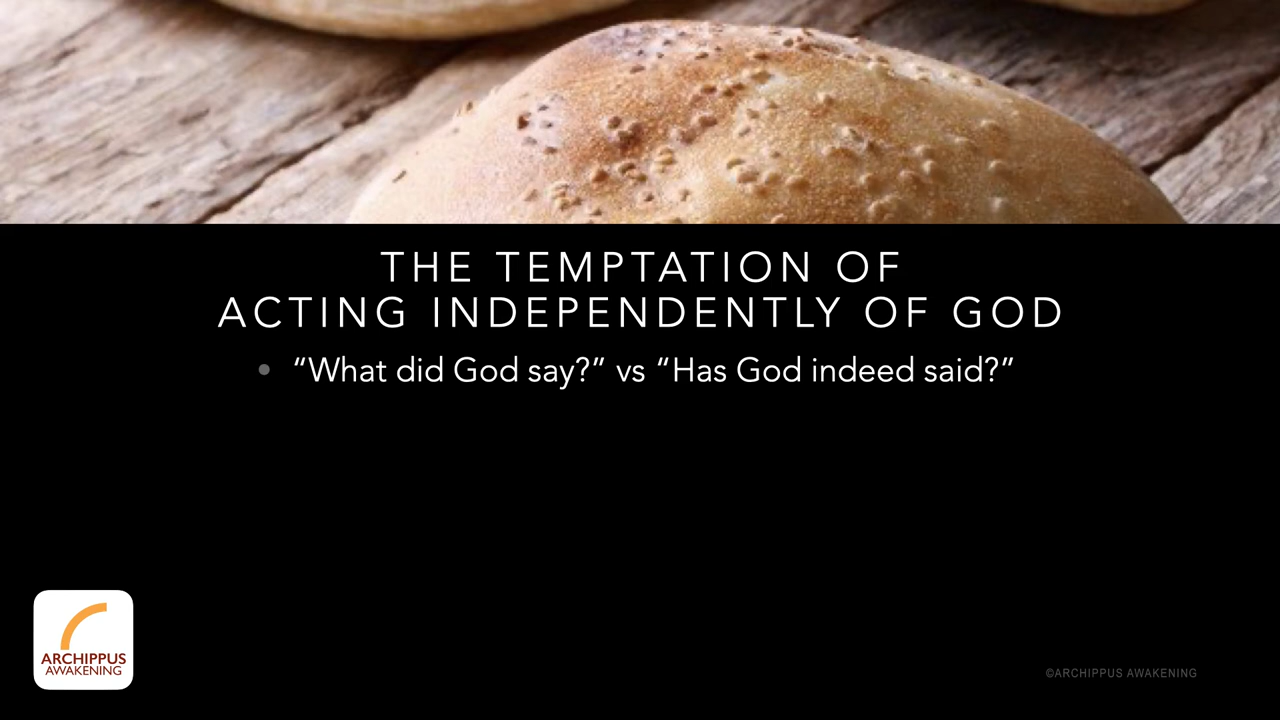 THE TEMPTATION OF
ACTING INDEPENDENTLY OF GOD
• “What did God say?” vs “Has God indeed said?”
ARCHIPPUS
AWAKENING
©ARCHIPPUS AWAKENING